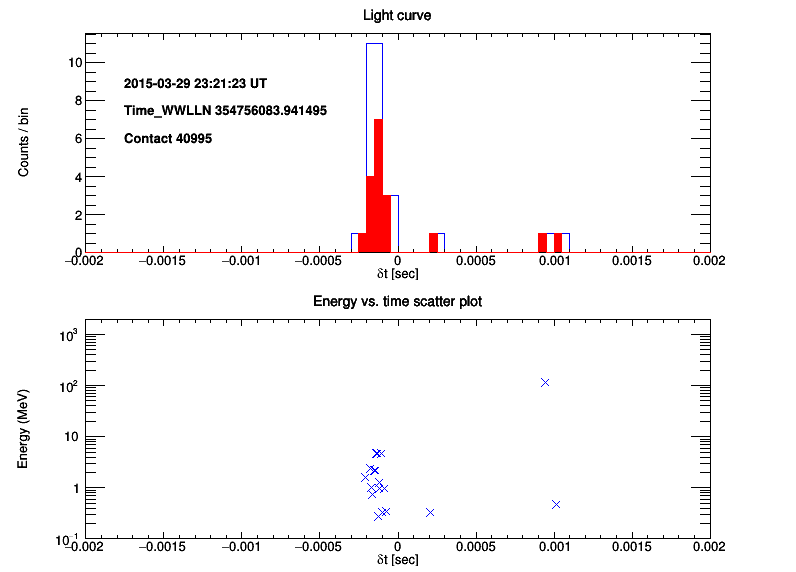 Light curve
Counts / bin
10
8
6
4
2
0
2015-03-29 23:21:23 UT
Time_WWLLN 354756083.941495
Contact 40995
−0.002 −0.0015 −0.001 −0.0005 0 0.0005 0.001 0.0015 0.002
δt [sec]
Energy vs. time scatter plot
Energy (MeV)
10³
10²
10
1
10⁻¹
−0.002 −0.0015 −0.001 −0.0005 0 0.0005 0.001 0.0015 0.002
δt [sec]